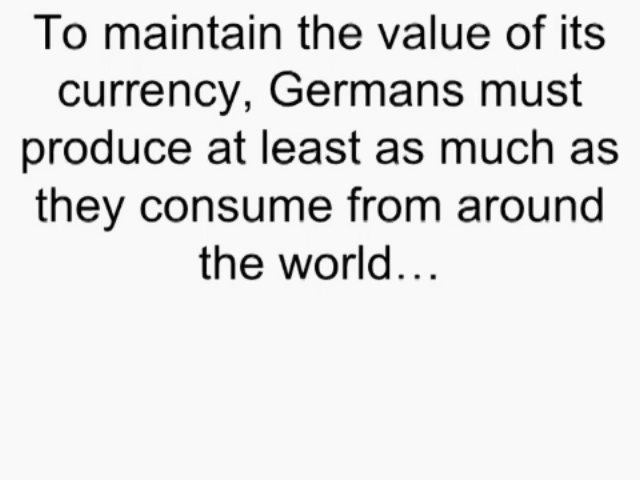 To maintain the value of its
currency, Germans must
produce at least as much as
they consume from around
the world…